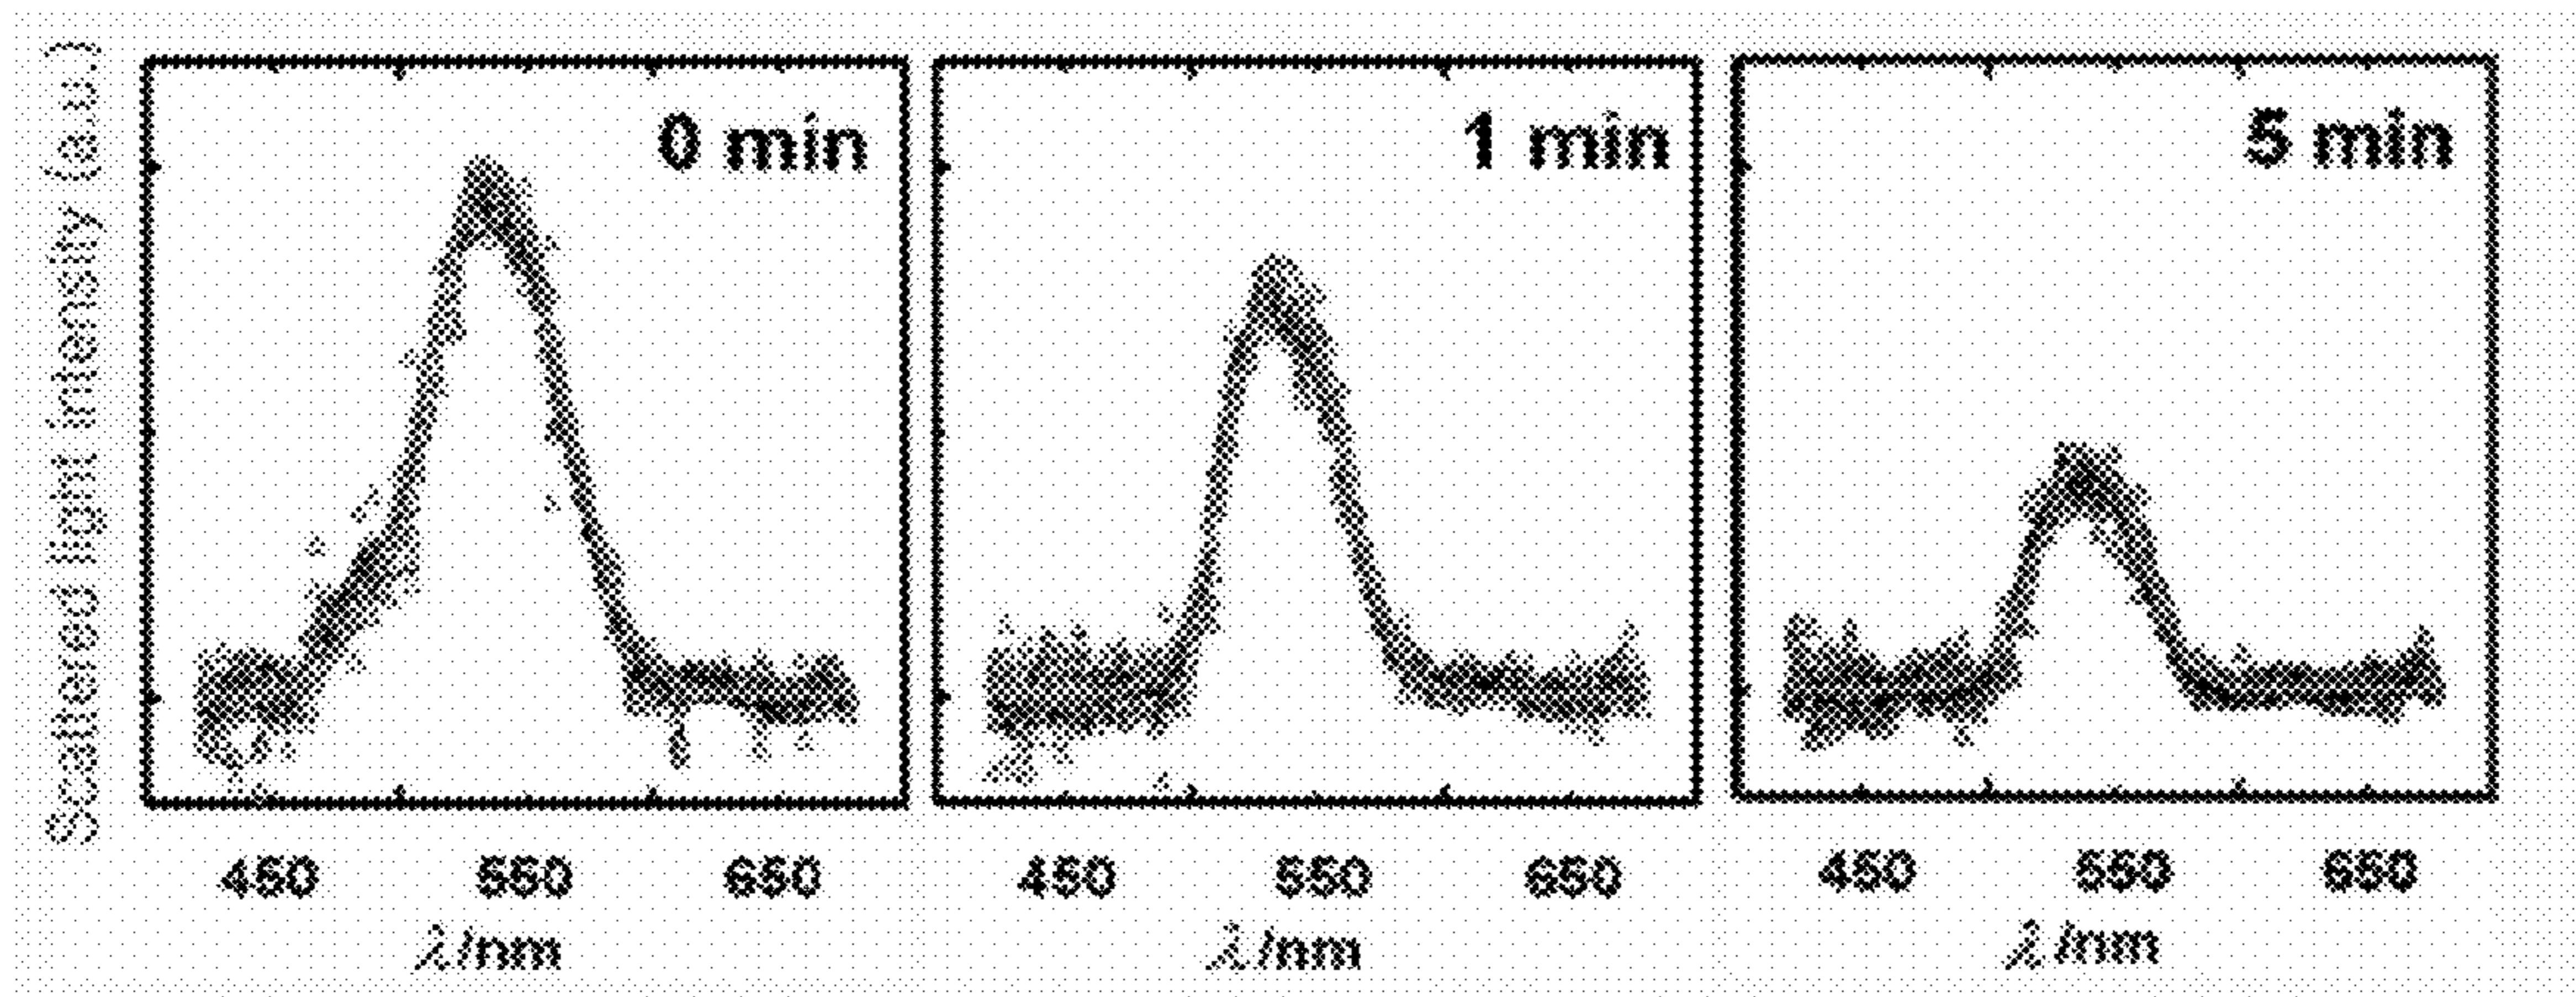 Scattered light intensity (a.u.)
0 min
1 min
5 min
450 550 650
450 550 650
450 550 650
λ/nm
λ/nm
λ/nm